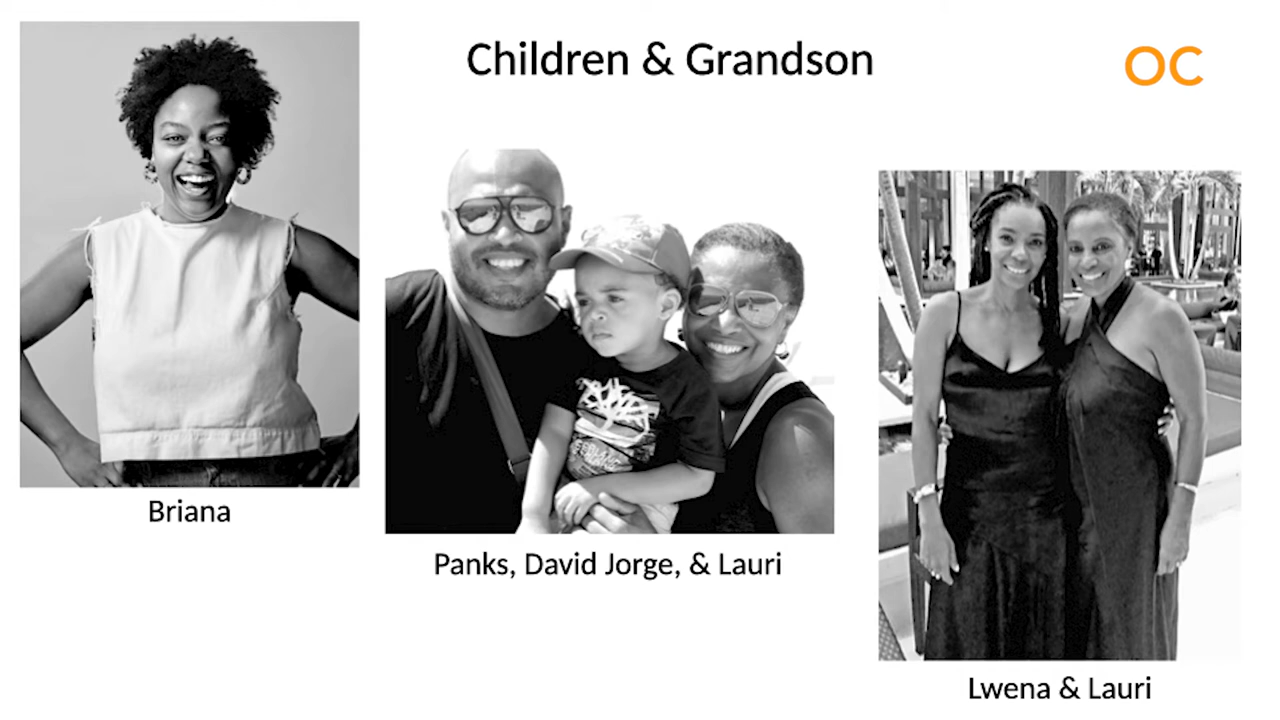 Children & Grandson
OC
Briana
Panks, David Jorge, & Lauri
Lwena & Lauri